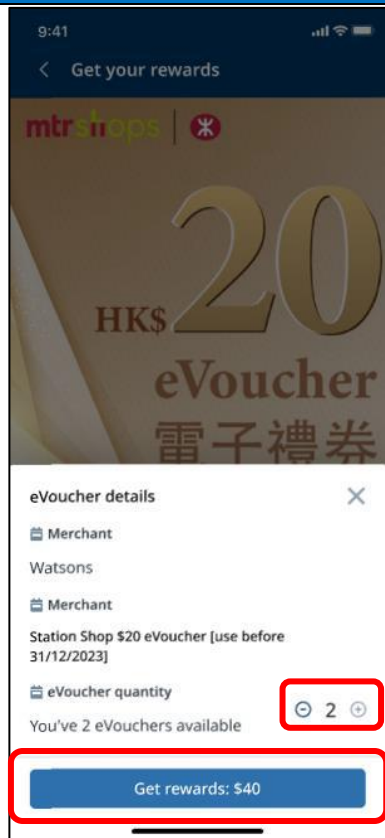 9:41
Get your rewards
mtrshops
HK$20
eVoucher
電子禮券
eVoucher details
Merchant
Watsons
Merchant
Station Shop $20 eVoucher [use before
31/12/2023]
eVoucher quantity
You've 2 eVouchers available
2
Get rewards: $40